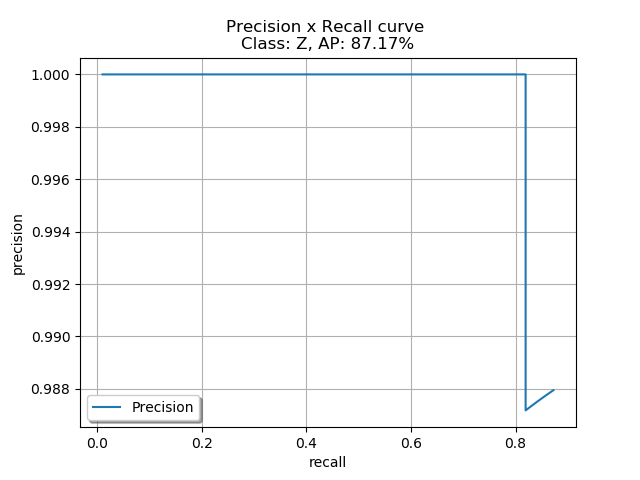 Precision x Recall curve
Class: Z, AP: 87.17%
1.000
0.998
0.996
0.994
0.992
0.990
0.988
precision
Precision
0.0 0.2 0.4 0.6 0.8
recall